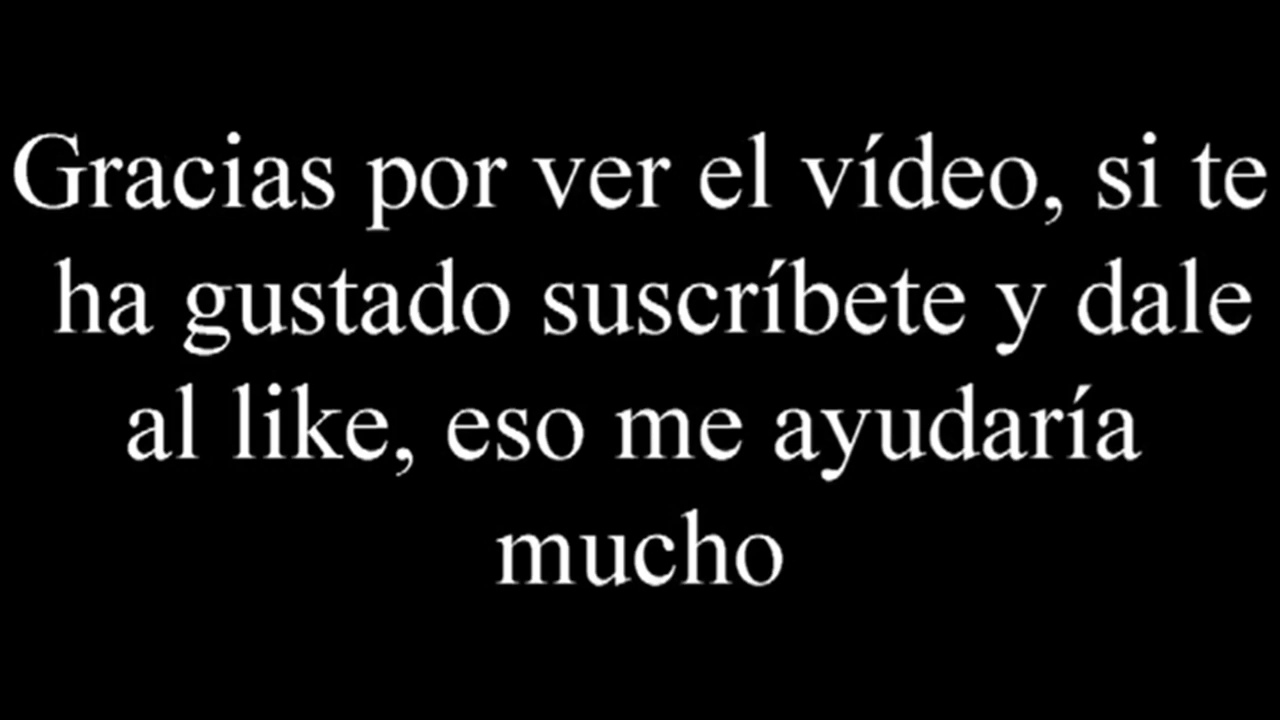 Gracias por ver el vídeo, si te
ha gustado suscríbete y dale
al like, eso me ayudaría
mucho